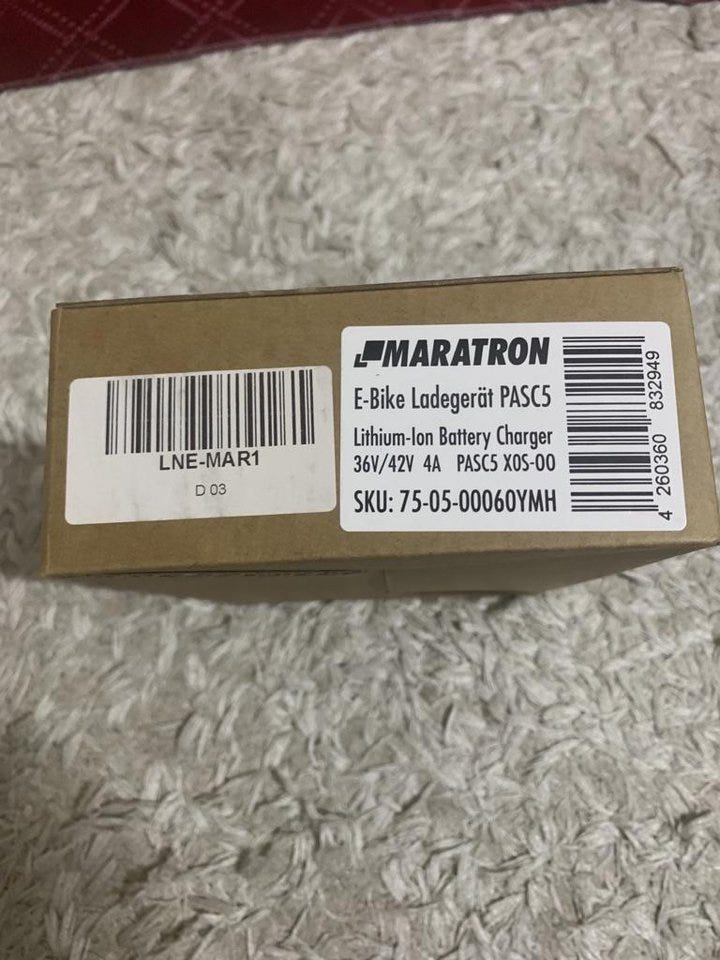 LNE-MAR1
D 03
MARATRON
E-Bike Ladegerät PASC5
Lithium-Ion Battery Charger
36V/42V 4A PASC5 X0S-00
SKU: 75-05-00060YMH
4 260360 832949